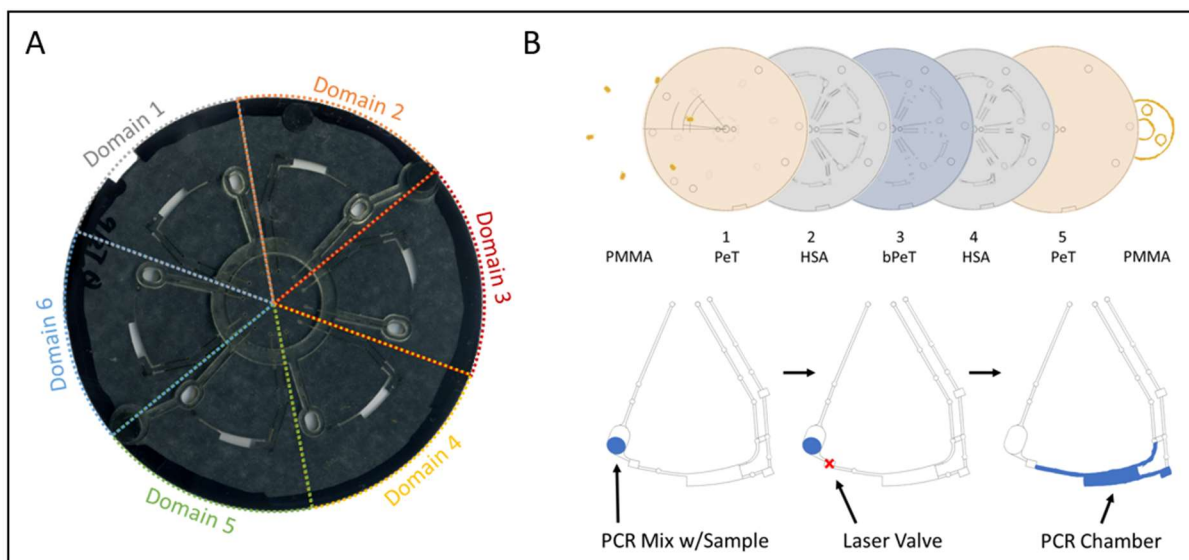 A
Domain 1
Domain 2
Domain 3
Domain 4
Domain 5
Domain 6
B
1 2 3 4 5
PMMA PeT HSA bPeT HSA PeT PMMA
PCR Mix w/Sample Laser Valve PCR Chamber